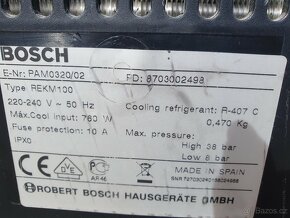 BOSCH
E-Nr: PAM0320/02 FD: 8703002498
Type REKM100
220-240 V ~ 50 Hz Cooling refrigerant: R-407 C
Max. Cool input: 760 W 0,470 Kg
Fuse protection: 10 A Max. pressure:
IPX0 High 38 bar
Low 8 bar
AR46
MADE IN SPAIN
ROBERT BOSCH HAUSGERÄTE GMBH